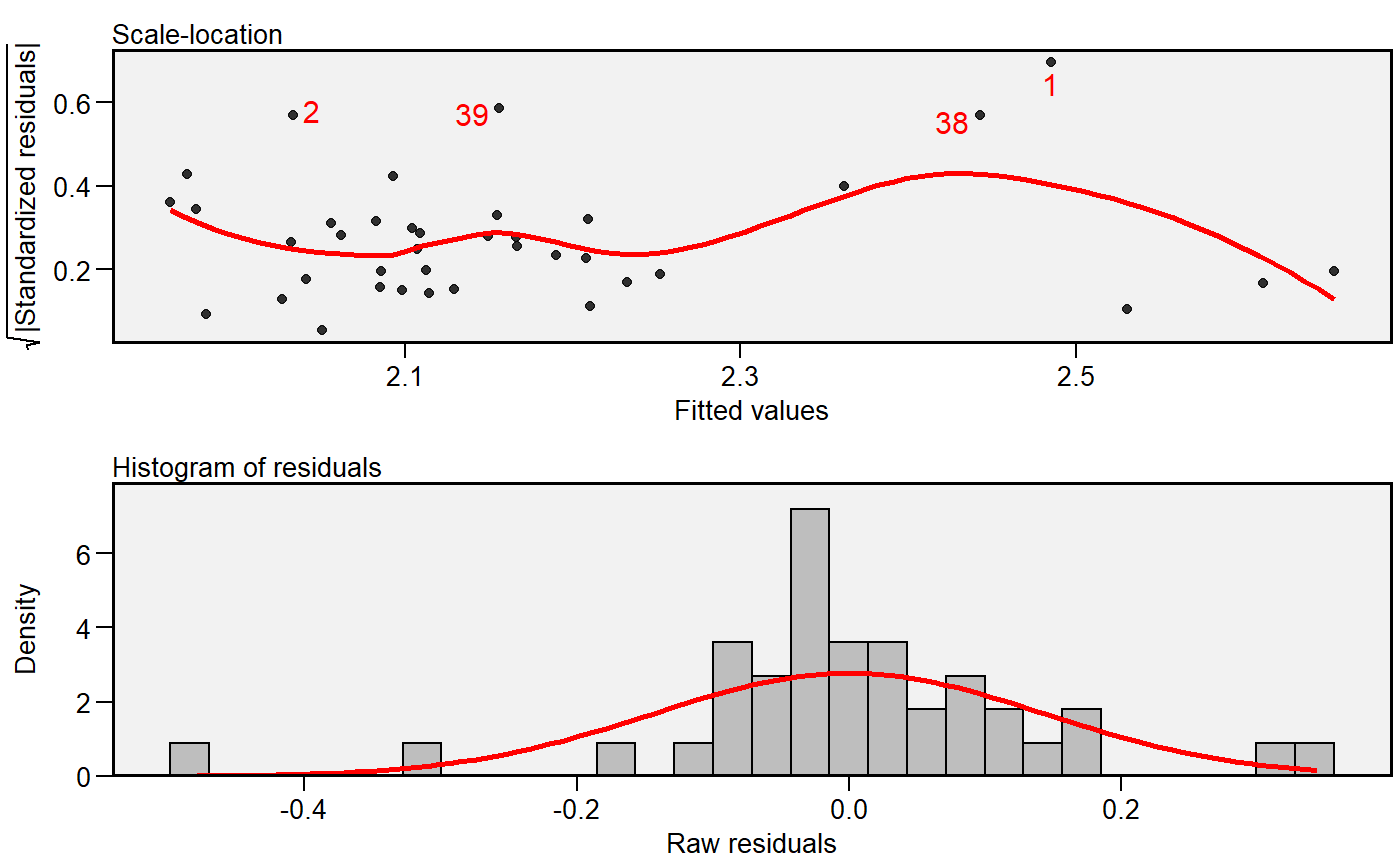 Scale-location
√|Standardized residuals|
0.6
0.4
0.2
2
39
38
1
2.1 2.3 2.5
Fitted values
Histogram of residuals
Density
6
4
2
0
-0.4 -0.2 0.0 0.2
Raw residuals